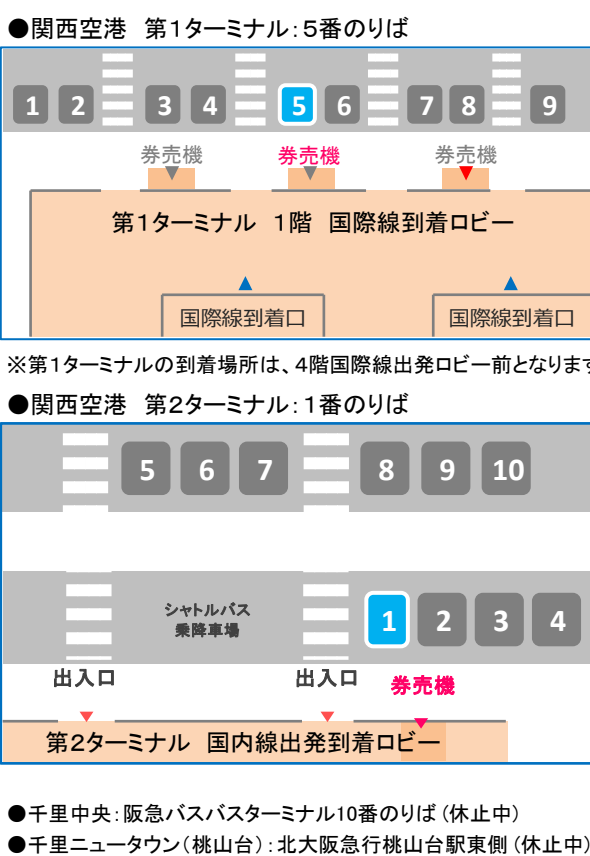 ●関西空港 第1ターミナル:5番のりば
1 2 3 4 5 6 7 8 9
券売機 券売機 券売機
第1ターミナル 1階 国際線到着ロビー
国際線到着口 国際線到着口
※第1ターミナルの到着場所は、4階国際線出発ロビー前となります
●関西空港 第2ターミナル:1番のりば
5 6 7 8 9 10
シャトルバス
乗降車場
1 2 3 4
出入口 出入口 券売機
第2ターミナル 国内線出発到着ロビー
●千里中央:阪急バスバスターミナル10番のりば(休止中)
●千里ニュータウン(桃山台):北大阪急行桃山台駅東側(休止中)